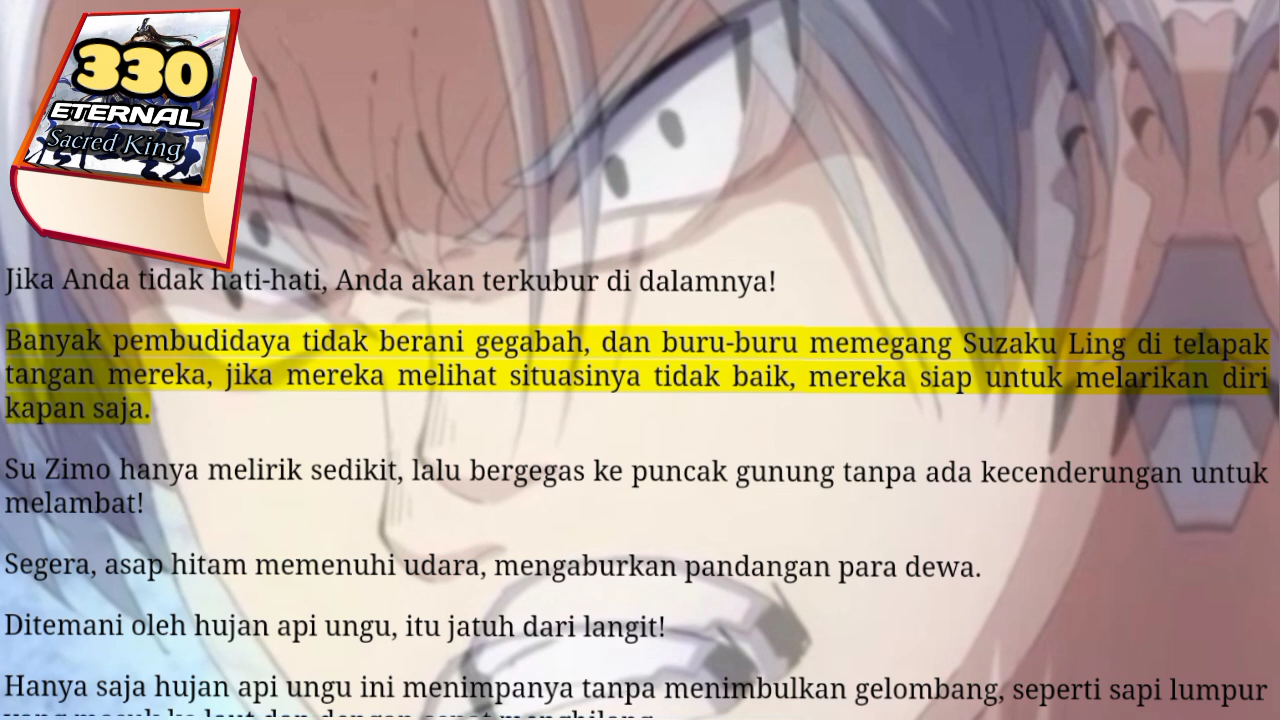 330
ETERNAL
Sacred King
Jika Anda tidak hati-hati, Anda akan terkubur di dalamnya!
Banyak pembudidaya tidak berani gegabah, dan buru-buru memegang Suzaku Ling di telapak
tangan mereka, jika mereka melihat situasinya tidak baik, mereka siap untuk melarikan diri
kapan saja.
Su Zimo hanya melirik sedikit, lalu bergegas ke puncak gunung tanpa ada kecenderungan untuk
melambat!
Segera, asap hitam memenuhi udara, mengaburkan pandangan para dewa.
Ditemani oleh hujan api ungu, itu jatuh dari langit!
Hanya saja hujan api ungu ini menimpanya tanpa menimbulkan gelombang, seperti sapi lumpur